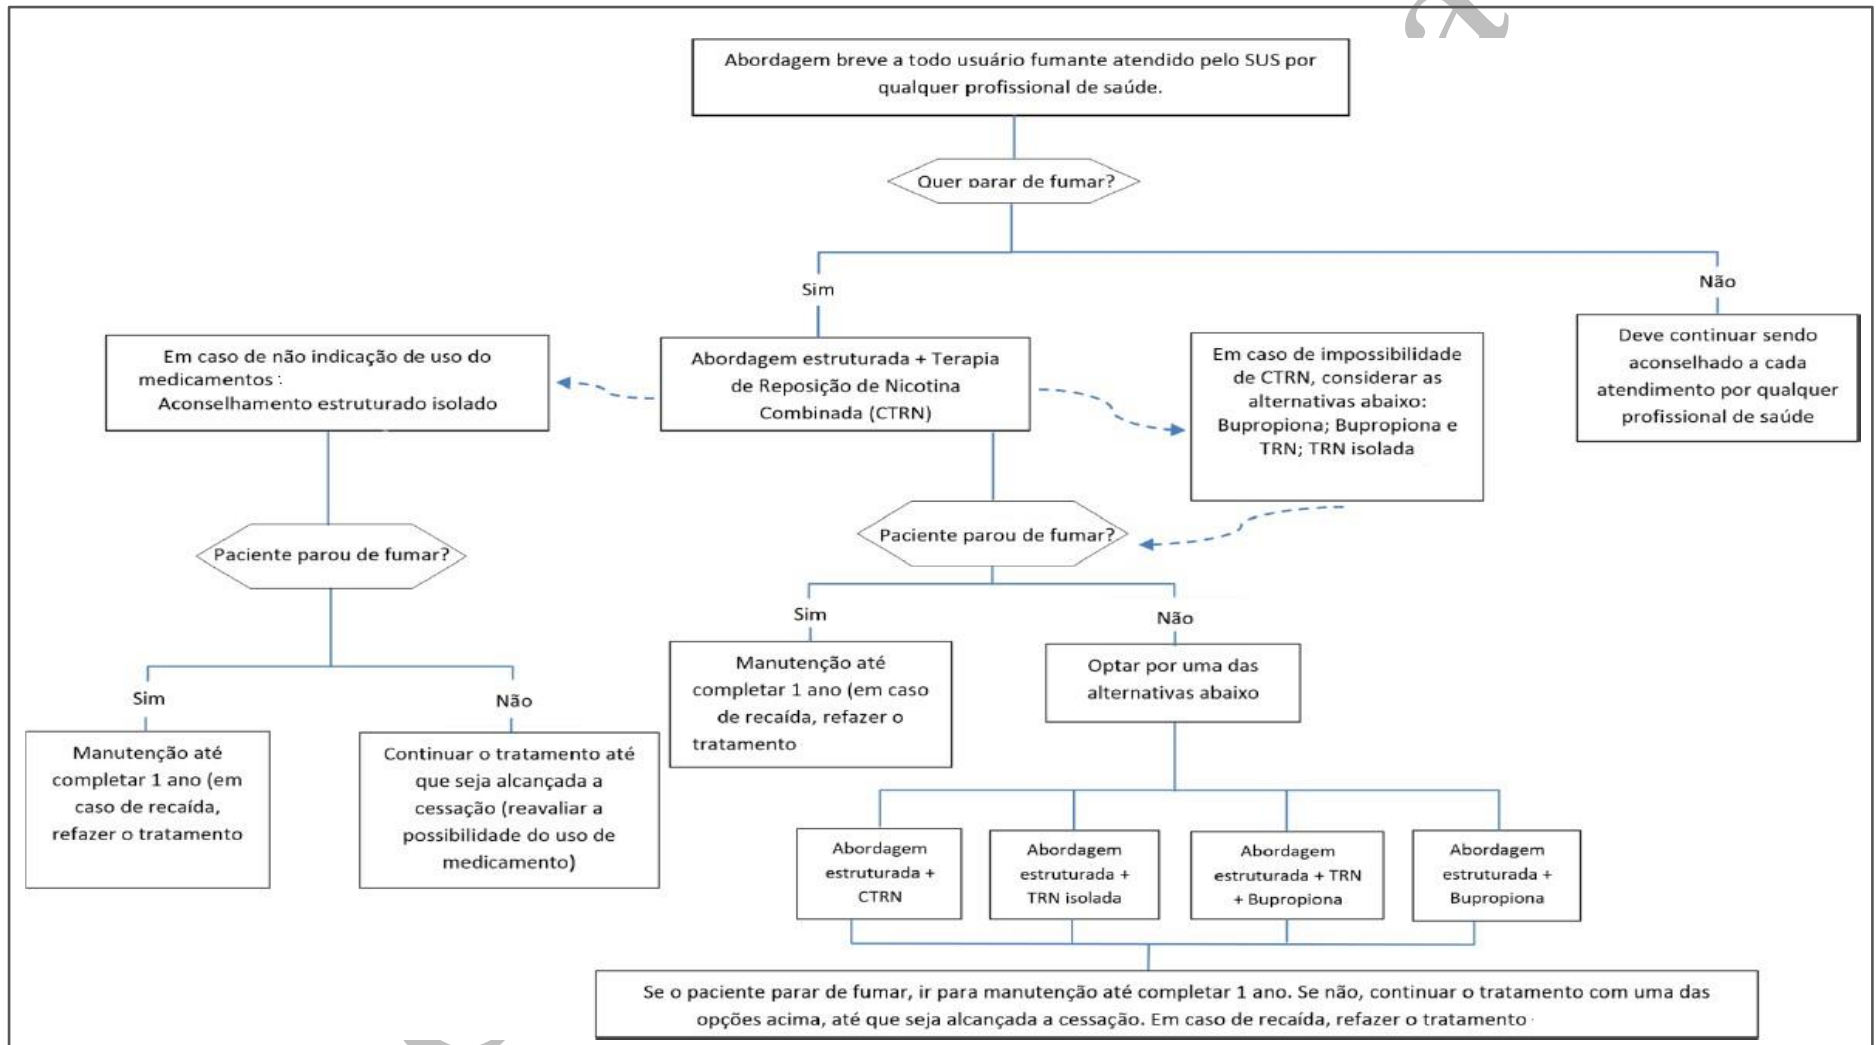 Abordagem breve a todo usuário fumante atendido pelo SUS por
qualquer profissional de saúde.
Quer parar de fumar?
Sim
Não
Em caso de não indicação de uso do
medicamentos :
Aconselhamento estruturado isolado
Abordagem estruturada + Terapia
de Reposição de Nicotina
Combinada (CTRN)
Em caso de impossibilidade
de CTRN, considerar as
alternativas abaixo:
Bupropiona; Bupropiona e
TRN; TRN isolada
Deve continuar sendo
aconselhado a cada
atendimento por qualquer
profissional de saúde
Paciente parou de fumar?
Sim
Não
Manutenção até
completar 1 ano (em
caso de recaída,
refazer o tratamento
Continuar o tratamento até
que seja alcançada a
cessação (reavaliar a
possibilidade do uso de
medicamento)
Paciente parou de fumar?
Sim
Não
Manutenção até
completar 1 ano (em caso
de recaída, refazer o
tratamento
Optar por uma das
alternativas abaixo
Abordagem
estruturada +
CTRN
Abordagem
estruturada +
TRN isolada
Abordagem
estruturada + TRN
+ Bupropiona
Abordagem
estruturada +
Bupropiona
Se o paciente parar de fumar, ir para manutenção até completar 1 ano. Se não, continuar o tratamento com uma das
opções acima, até que seja alcançada a cessação. Em caso de recaída, refazer o tratamento